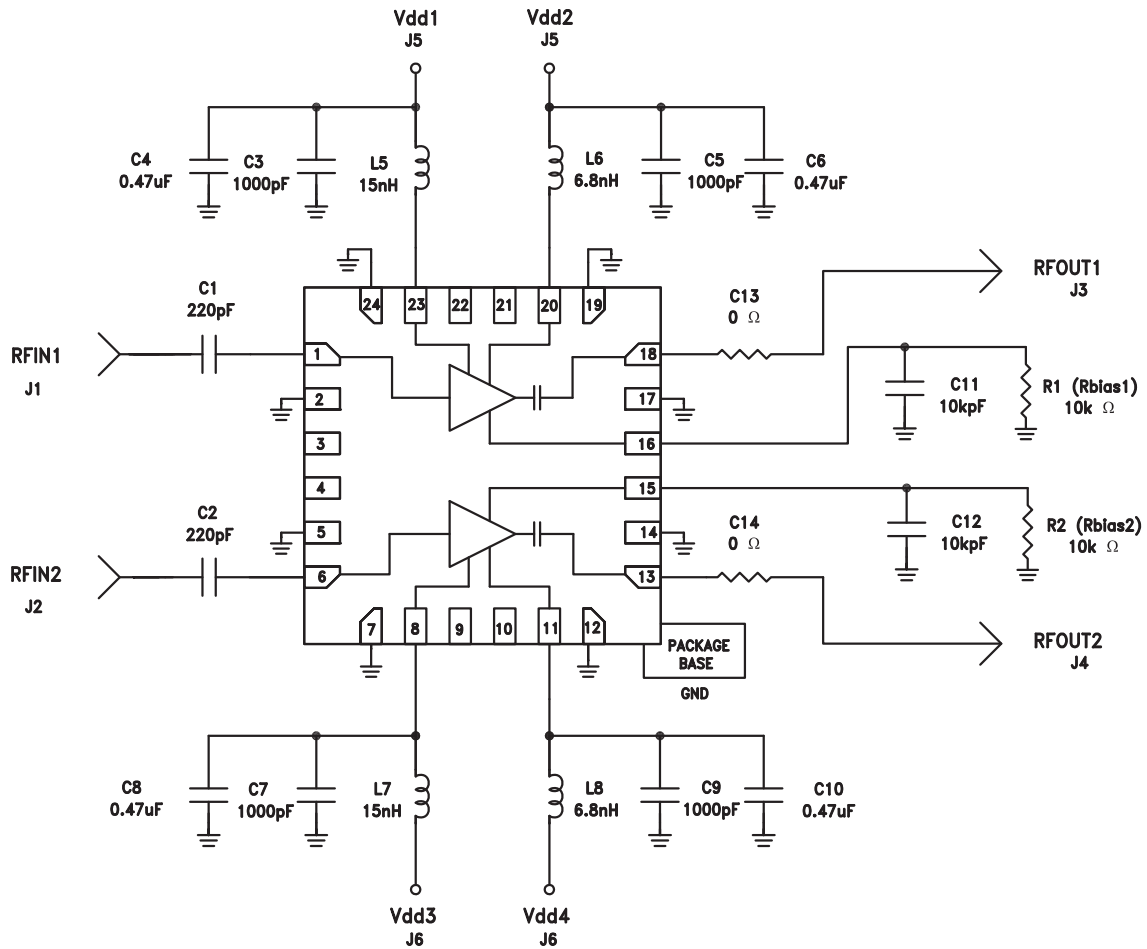 Vdd1
J5
Vdd2
J5
C4
0.47uF
C3
1000pF
L5
15nH
L6
6.8nH
C5
1000pF
C6
0.47uF
24
23
22
21
20
19
C1
220pF
RFIN1
J1
C13
0 Ω
RFOUT1
J3
1
2
3
4
5
6
18
17
16
15
14
13
C11
10kpF
R1 (Rbias1)
10k Ω
C2
220pF
RFIN2
J2
C14
0 Ω
C12
10kpF
R2 (Rbias2)
10k Ω
RFOUT2
J4
7
8
9
10
11
12
PACKAGE
BASE
GND
C8
0.47uF
C7
1000pF
L7
15nH
L8
6.8nH
C9
1000pF
C10
0.47uF
Vdd3
J6
Vdd4
J6